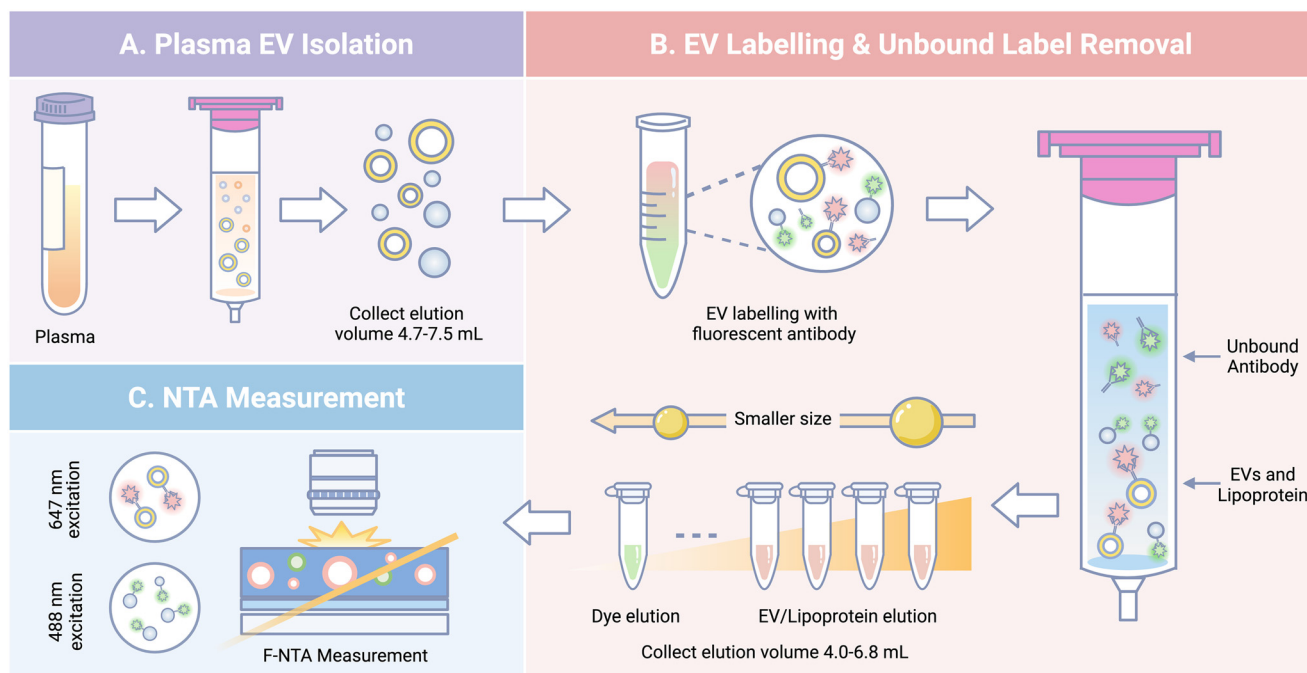 A. Plasma EV Isolation
Plasma
Collect elution
volume 4.7-7.5 mL
B. EV Labelling & Unbound Label Removal
EV labelling with
fluorescent antibody
Unbound
Antibody
EVs and
Lipoprotein
Smaller size
Dye elution
EV/Lipoprotein elution
Collect elution volume 4.0-6.8 mL
C. NTA Measurement
647 nm
excitation
488 nm
excitation
F-NTA Measurement